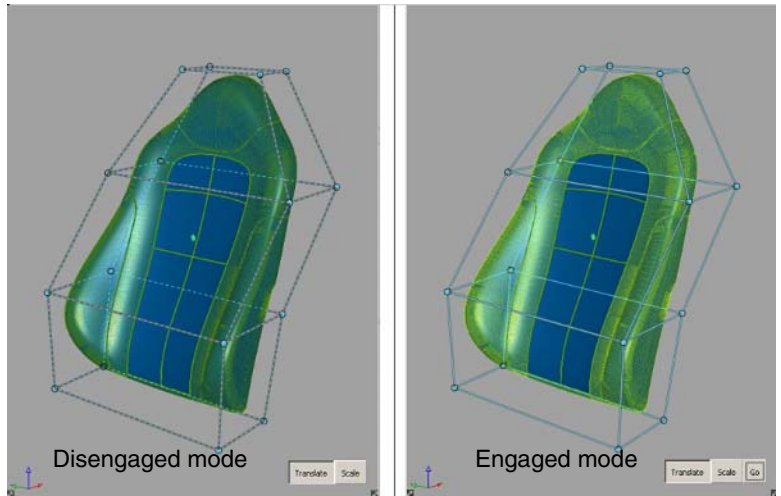 Disengaged mode
Translate Scale
Engaged mode
Translate Scale Go